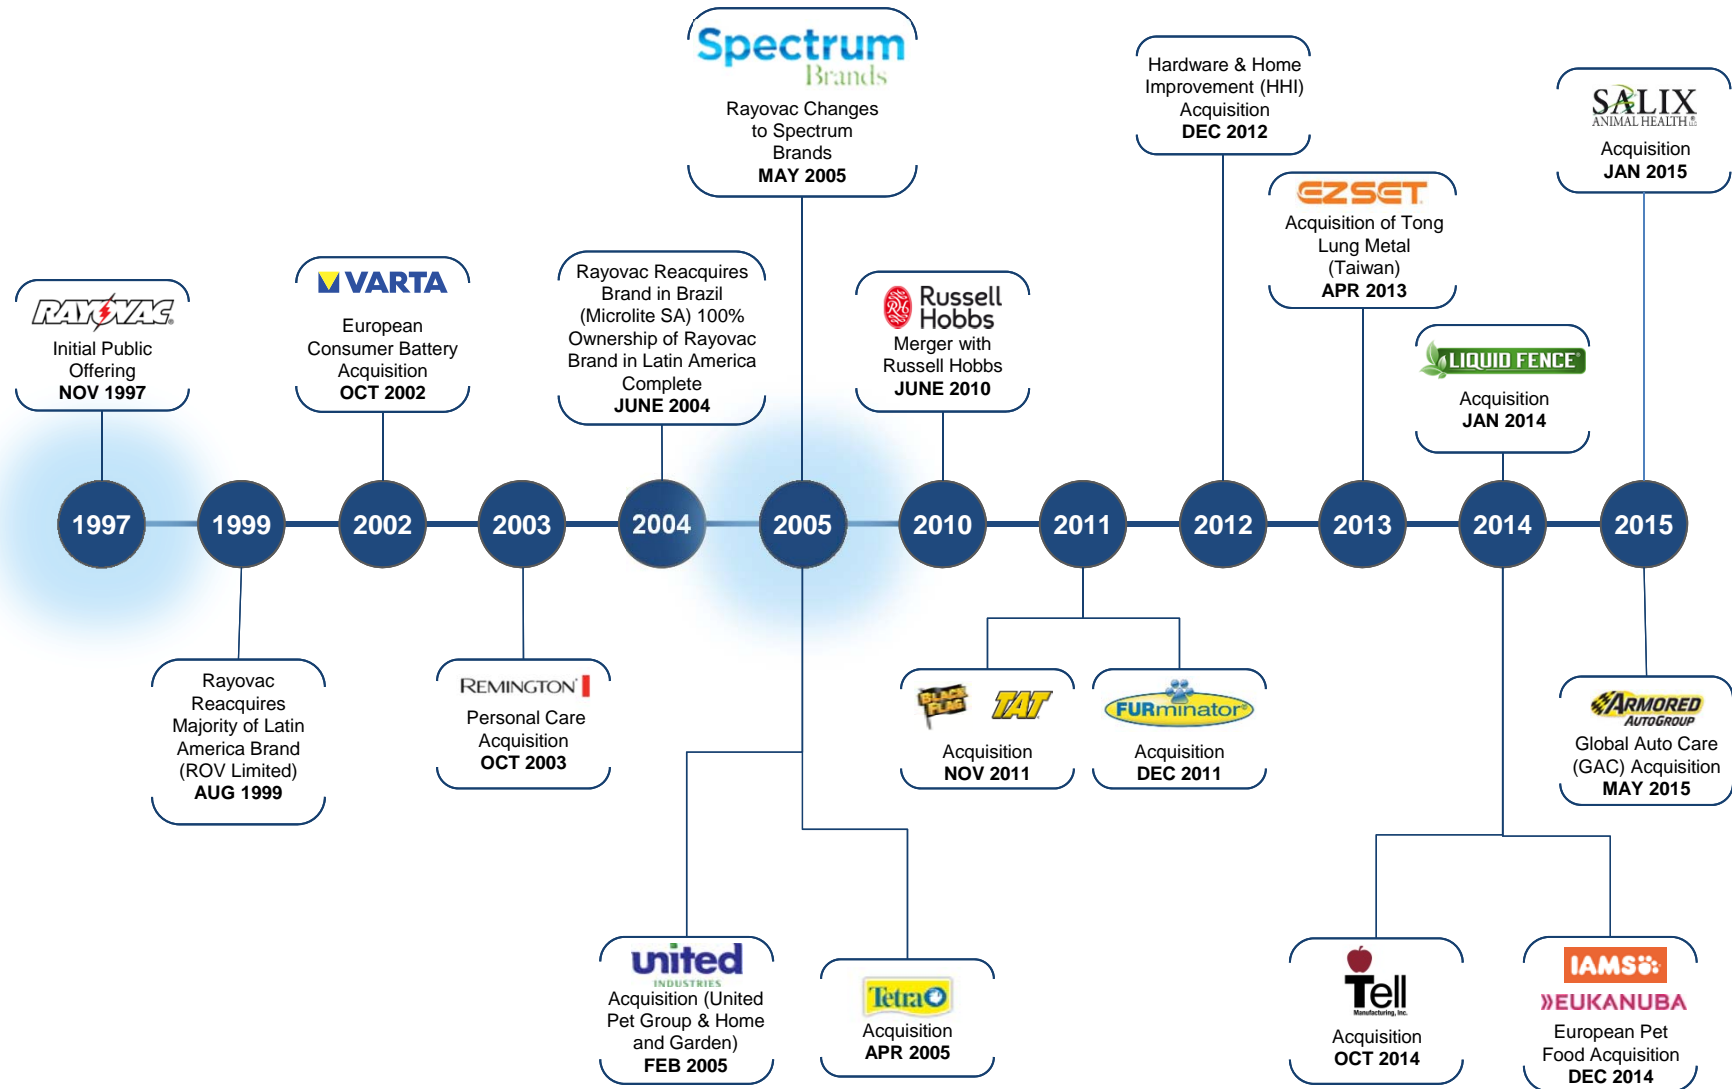 Spectrum
Brands
Rayovac Changes
to Spectrum
Brands
MAY 2005
Hardware & Home
Improvement (HHI)
Acquisition
DEC 2012
SALIX
ANIMAL HEALTH
Acquisition
JAN 2015
EZSET
Acquisition of Tong
Lung Metal
(Taiwan)
APR 2013
RAYOVAC
Initial Public
Offering
NOV 1997
VARTA
European
Consumer Battery
Acquisition
OCT 2002
Rayovac Reacquires
Brand in Brazil
(Microlite SA) 100%
Ownership of Rayovac
Brand in Latin America
Complete
JUNE 2004
Russell
Hobbs
Merger with
Russell Hobbs
JUNE 2010
LIQUID FENCE
Acquisition
JAN 2014
1997
1999
2002
2003
2004
2005
2010
2011
2012
2013
2014
2015
Rayovac
Reacquires
Majority of Latin
America Brand
(ROV Limited)
AUG 1999
REMINGTON
Personal Care
Acquisition
OCT 2003
BLACK
FLAG
TAT
Acquisition
NOV 2011
FURminator®
Acquisition
DEC 2011
ARMORED
AUTOGROUP
Global Auto Care
(GAC) Acquisition
MAY 2015
united
INDUSTRIES
Acquisition (United
Pet Group & Home
and Garden)
FEB 2005
Tetra
Acquisition
APR 2005
Tell
Manufacturing, Inc.
Acquisition
OCT 2014
IAMS
EUKANUBA
European Pet
Food Acquisition
DEC 2014